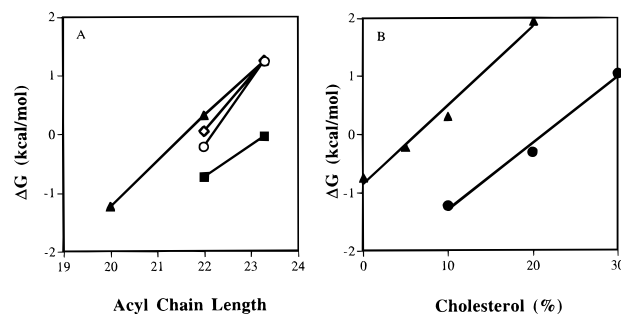 A
2
1
0
-1
-2
ΔG (kcal/mol)
19 20 21 22 23 24
Acyl Chain Length
B
2
1
0
-1
-2
ΔG (kcal/mol)
0 10 20 30
Cholesterol (%)